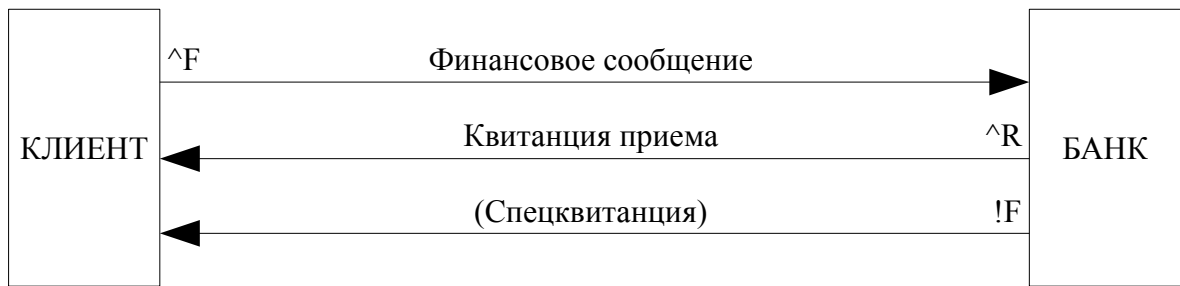 ^F Финансовое сообщение
КЛИЕНТ Квитанция приема ^R БАНК
(Спецквитанция) !F